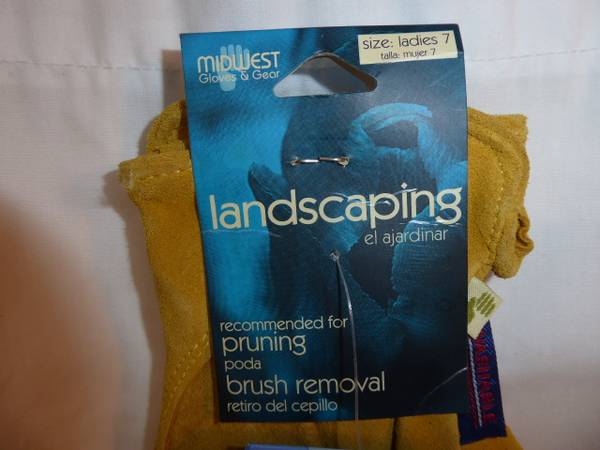 MIDWEST
Gloves & Gear
size: ladies 7
talla: mujer 7
landscaping
el ajardinar
recommended for
pruning
poda
brush removal
retiro del cepillo
WASHABLE